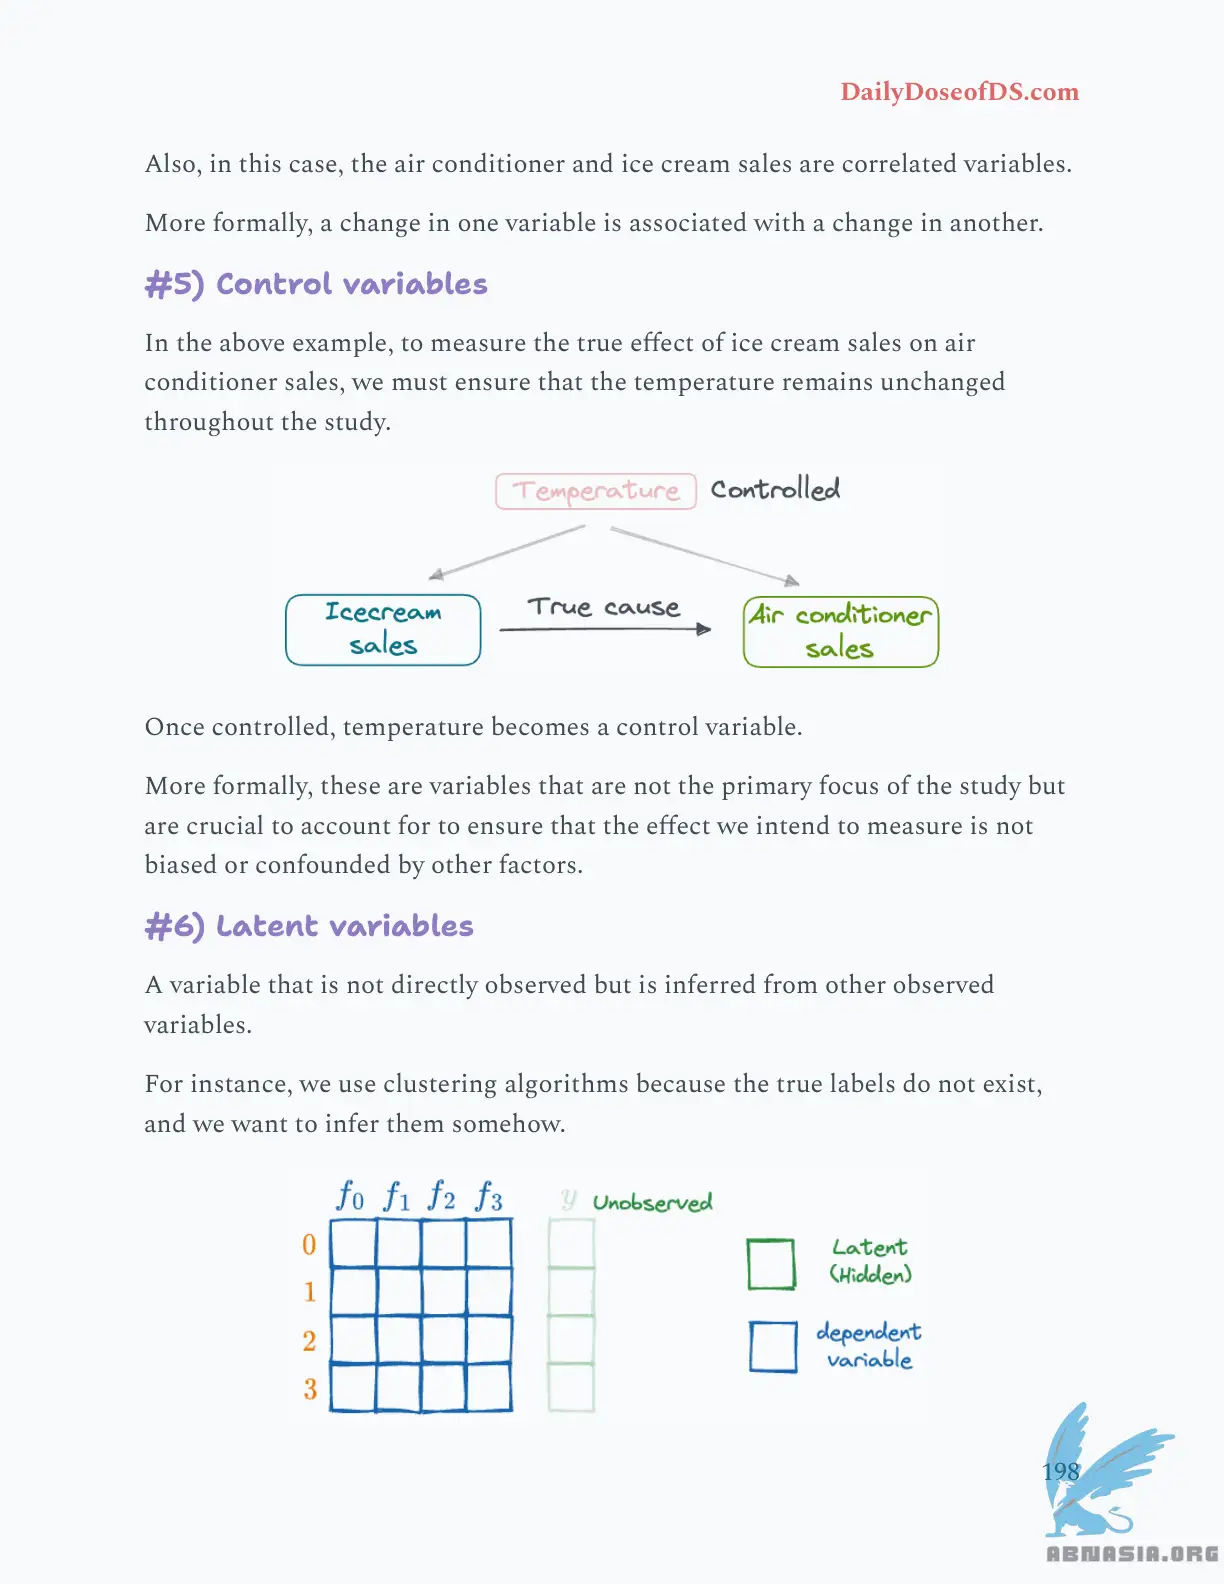 DailyDoseofDS.com
Also, in this case, the air conditioner and ice cream sales are correlated variables.
More formally, a change in one variable is associated with a change in another.
#5) Control variables
In the above example, to measure the true effect of ice cream sales on air
conditioner sales, we must ensure that the temperature remains unchanged
throughout the study.
Temperature Controlled
True cause
Icecream
sales
Air conditioner
sales
Once controlled, temperature becomes a control variable.
More formally, these are variables that are not the primary focus of the study but
are crucial to account for to ensure that the effect we intend to measure is not
biased or confounded by other factors.
#6) Latent variables
A variable that is not directly observed but is inferred from other observed
variables.
For instance, we use clustering algorithms because the true labels do not exist,
and we want to infer them somehow.
f0 f1 f2 f3 y Unobserved
0
1
2
3
Latent
(Hidden)
dependent
variable
198
ABNASIA.ORG